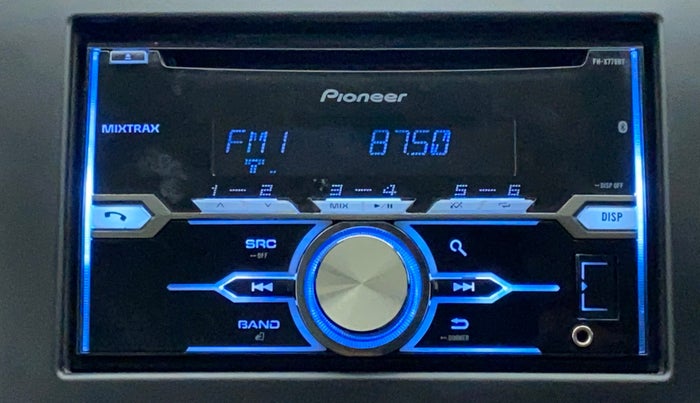 FH-X779BT
Pioneer
MIXTRAX
FM1 87.50
DISP OFF
1 — 2 3 — 4 5 — 6
MIX
DISP
SRC
OFF
BAND
DIMMER